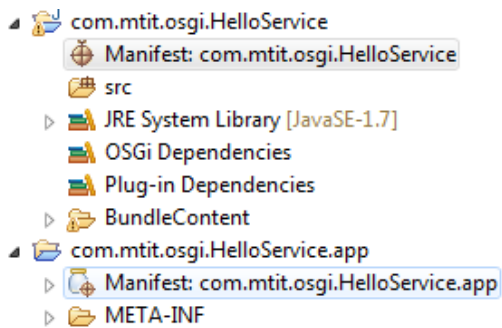 com.mtit.osgi.HelloService
Manifest: com.mtit.osgi.HelloService
src
JRE System Library [JavaSE-1.7]
OSGi Dependencies
Plug-in Dependencies
BundleContent
com.mtit.osgi.HelloService.app
Manifest: com.mtit.osgi.HelloService.app
META-INF